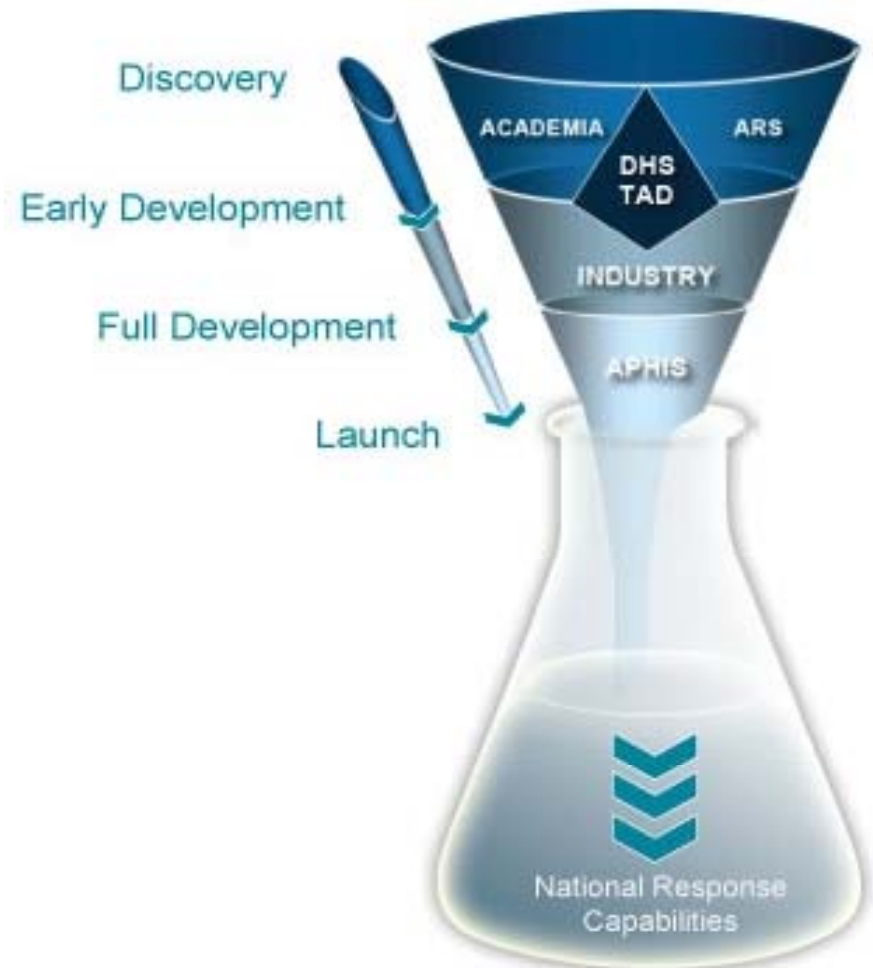 Discovery
Early Development
Full Development
Launch
ACADEMIA
ARS
DHS
TAD
INDUSTRY
APHIS
National Response
Capabilities